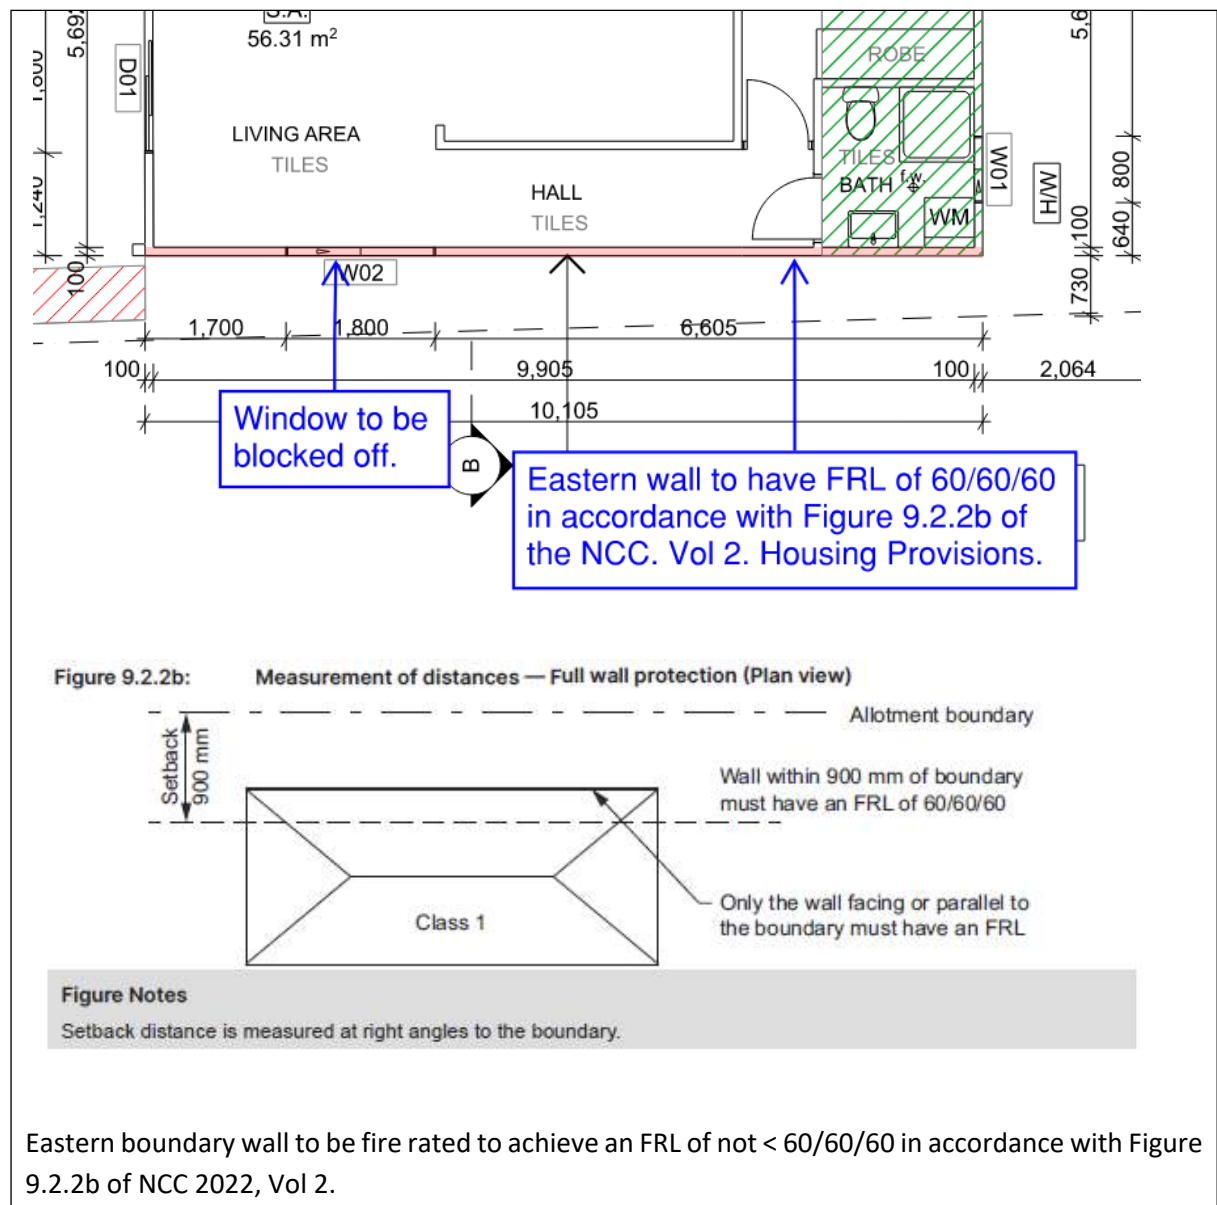 S.A.
56.31 m²
5,692
1,240
100
D01
LIVING AREA
TILES
HALL
TILES
ROBE
TILES
BATH
f.w.
WM
W01
M/H
800
100
640
730
W02
1,700
1,800
6,605
100
9,905
100
2,064
10,105
B
Window to be
blocked off.
Eastern wall to have FRL of 60/60/60
in accordance with Figure 9.2.2b of
the NCC. Vol 2. Housing Provisions.
Figure 9.2.2b: Measurement of distances — Full wall protection (Plan view)
Allotment boundary
Setback
900 mm
Wall within 900 mm of boundary
must have an FRL of 60/60/60
Only the wall facing or parallel to
the boundary must have an FRL
Class 1
Figure Notes
Setback distance is measured at right angles to the boundary.
Eastern boundary wall to be fire rated to achieve an FRL of not < 60/60/60 in accordance with Figure
9.2.2b of NCC 2022, Vol 2.